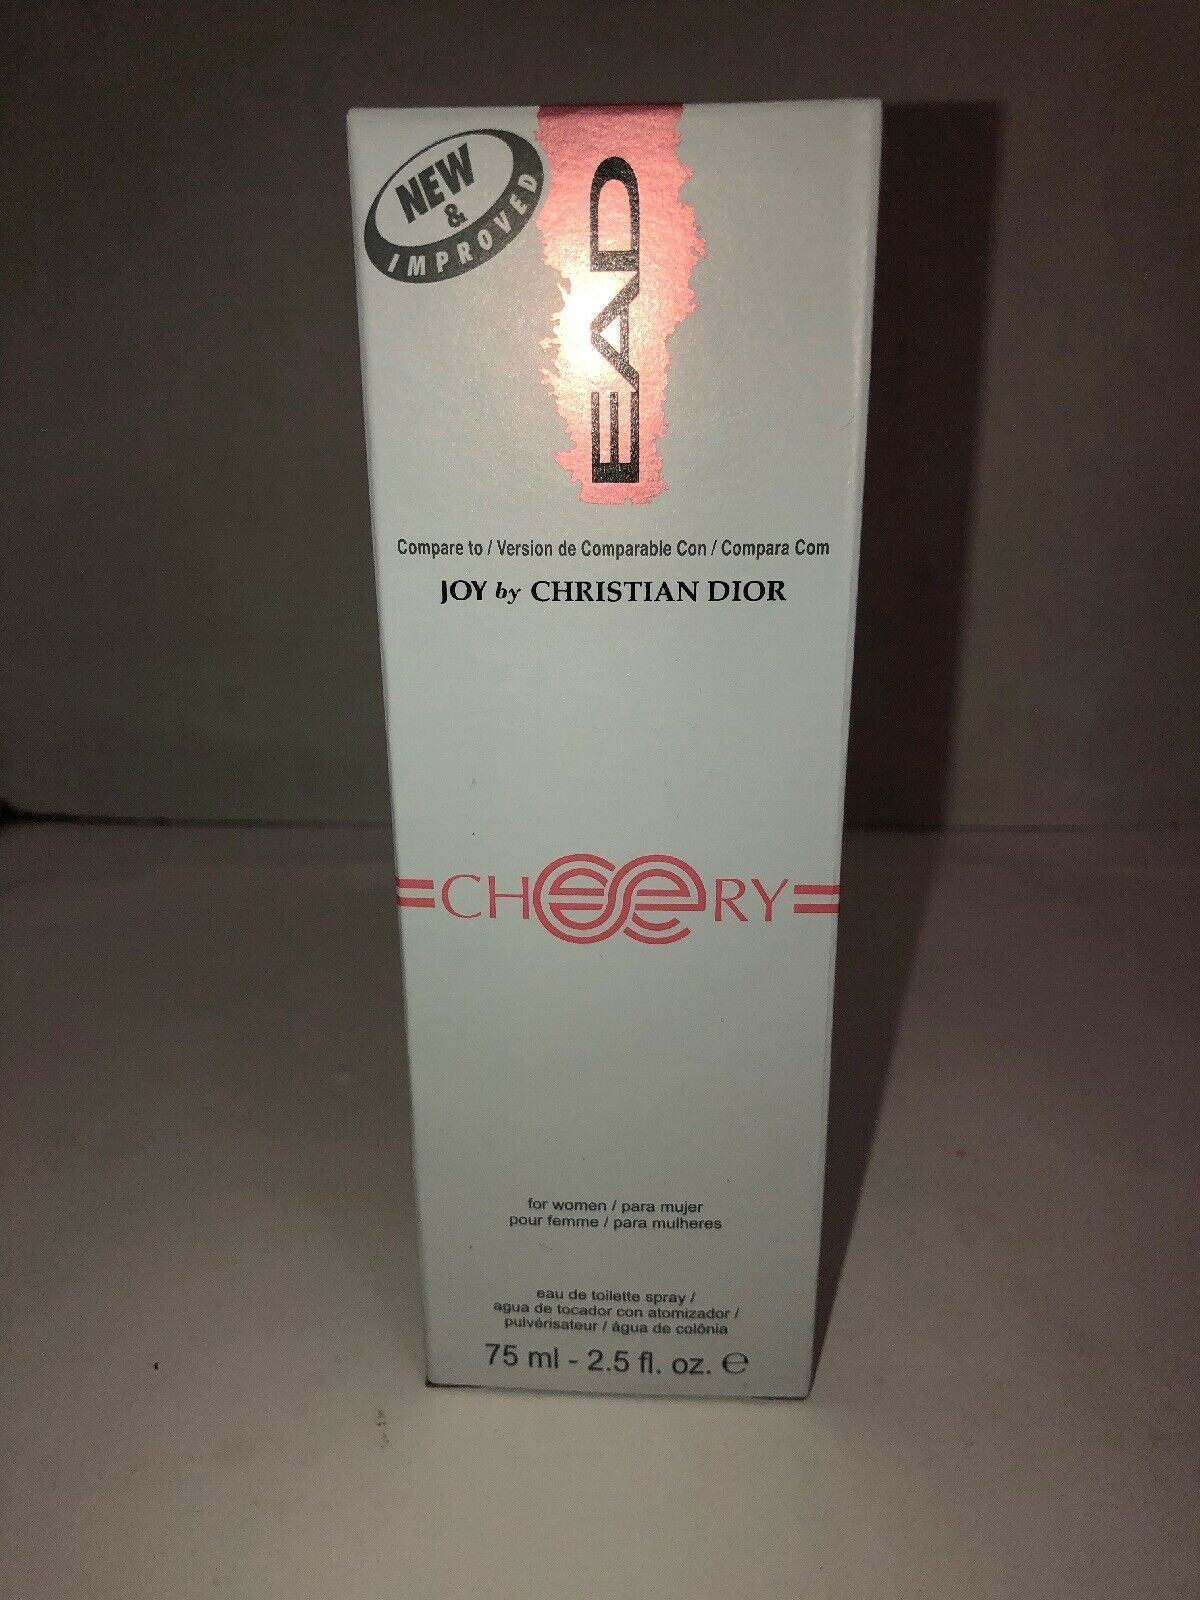 NEW
&
IMPROVED
EAD
Compare to / Version de Comparable Con / Compara Com
JOY by CHRISTIAN DIOR
CHEERY
for women / para mujer
pour femme / para mulheres
eau de toilette spray /
agua de tocador con atomizador /
pulvérisateur / água de colônia
75 ml - 2.5 fl. oz. ℮